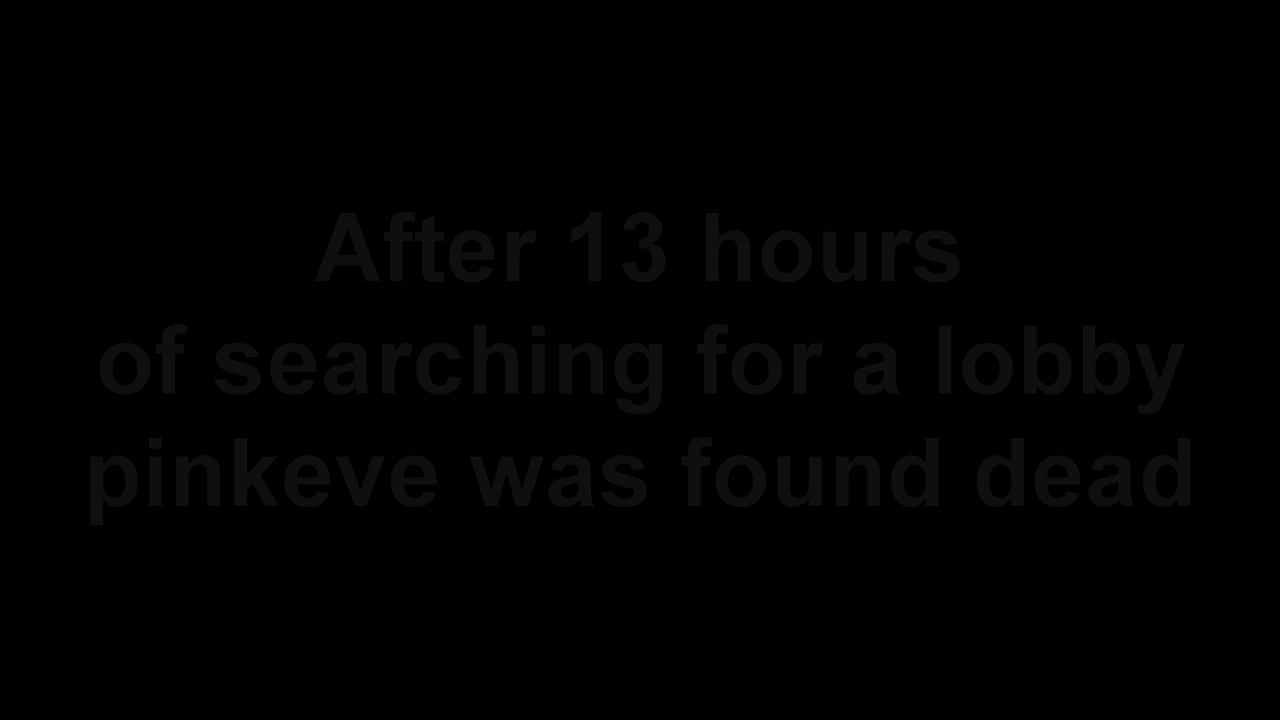 After 13 hours
of searching for a lobby
pinkeve was found dead